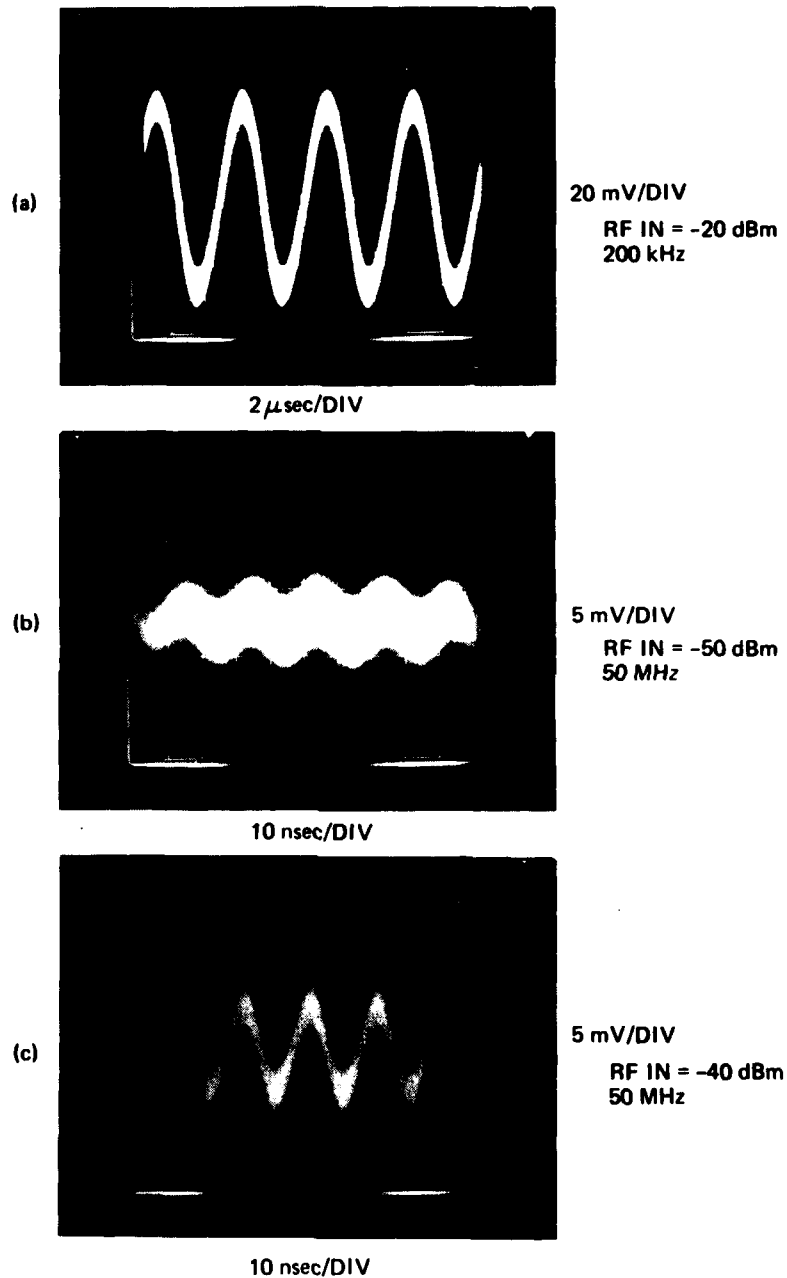 (a)
20 mV/DIV
RF IN = -20 dBm
200 kHz
2 μsec/DIV
(b)
5 mV/DIV
RF IN = -50 dBm
50 MHz
10 nsec/DIV
(c)
5 mV/DIV
RF IN = -40 dBm
50 MHz
10 nsec/DIV